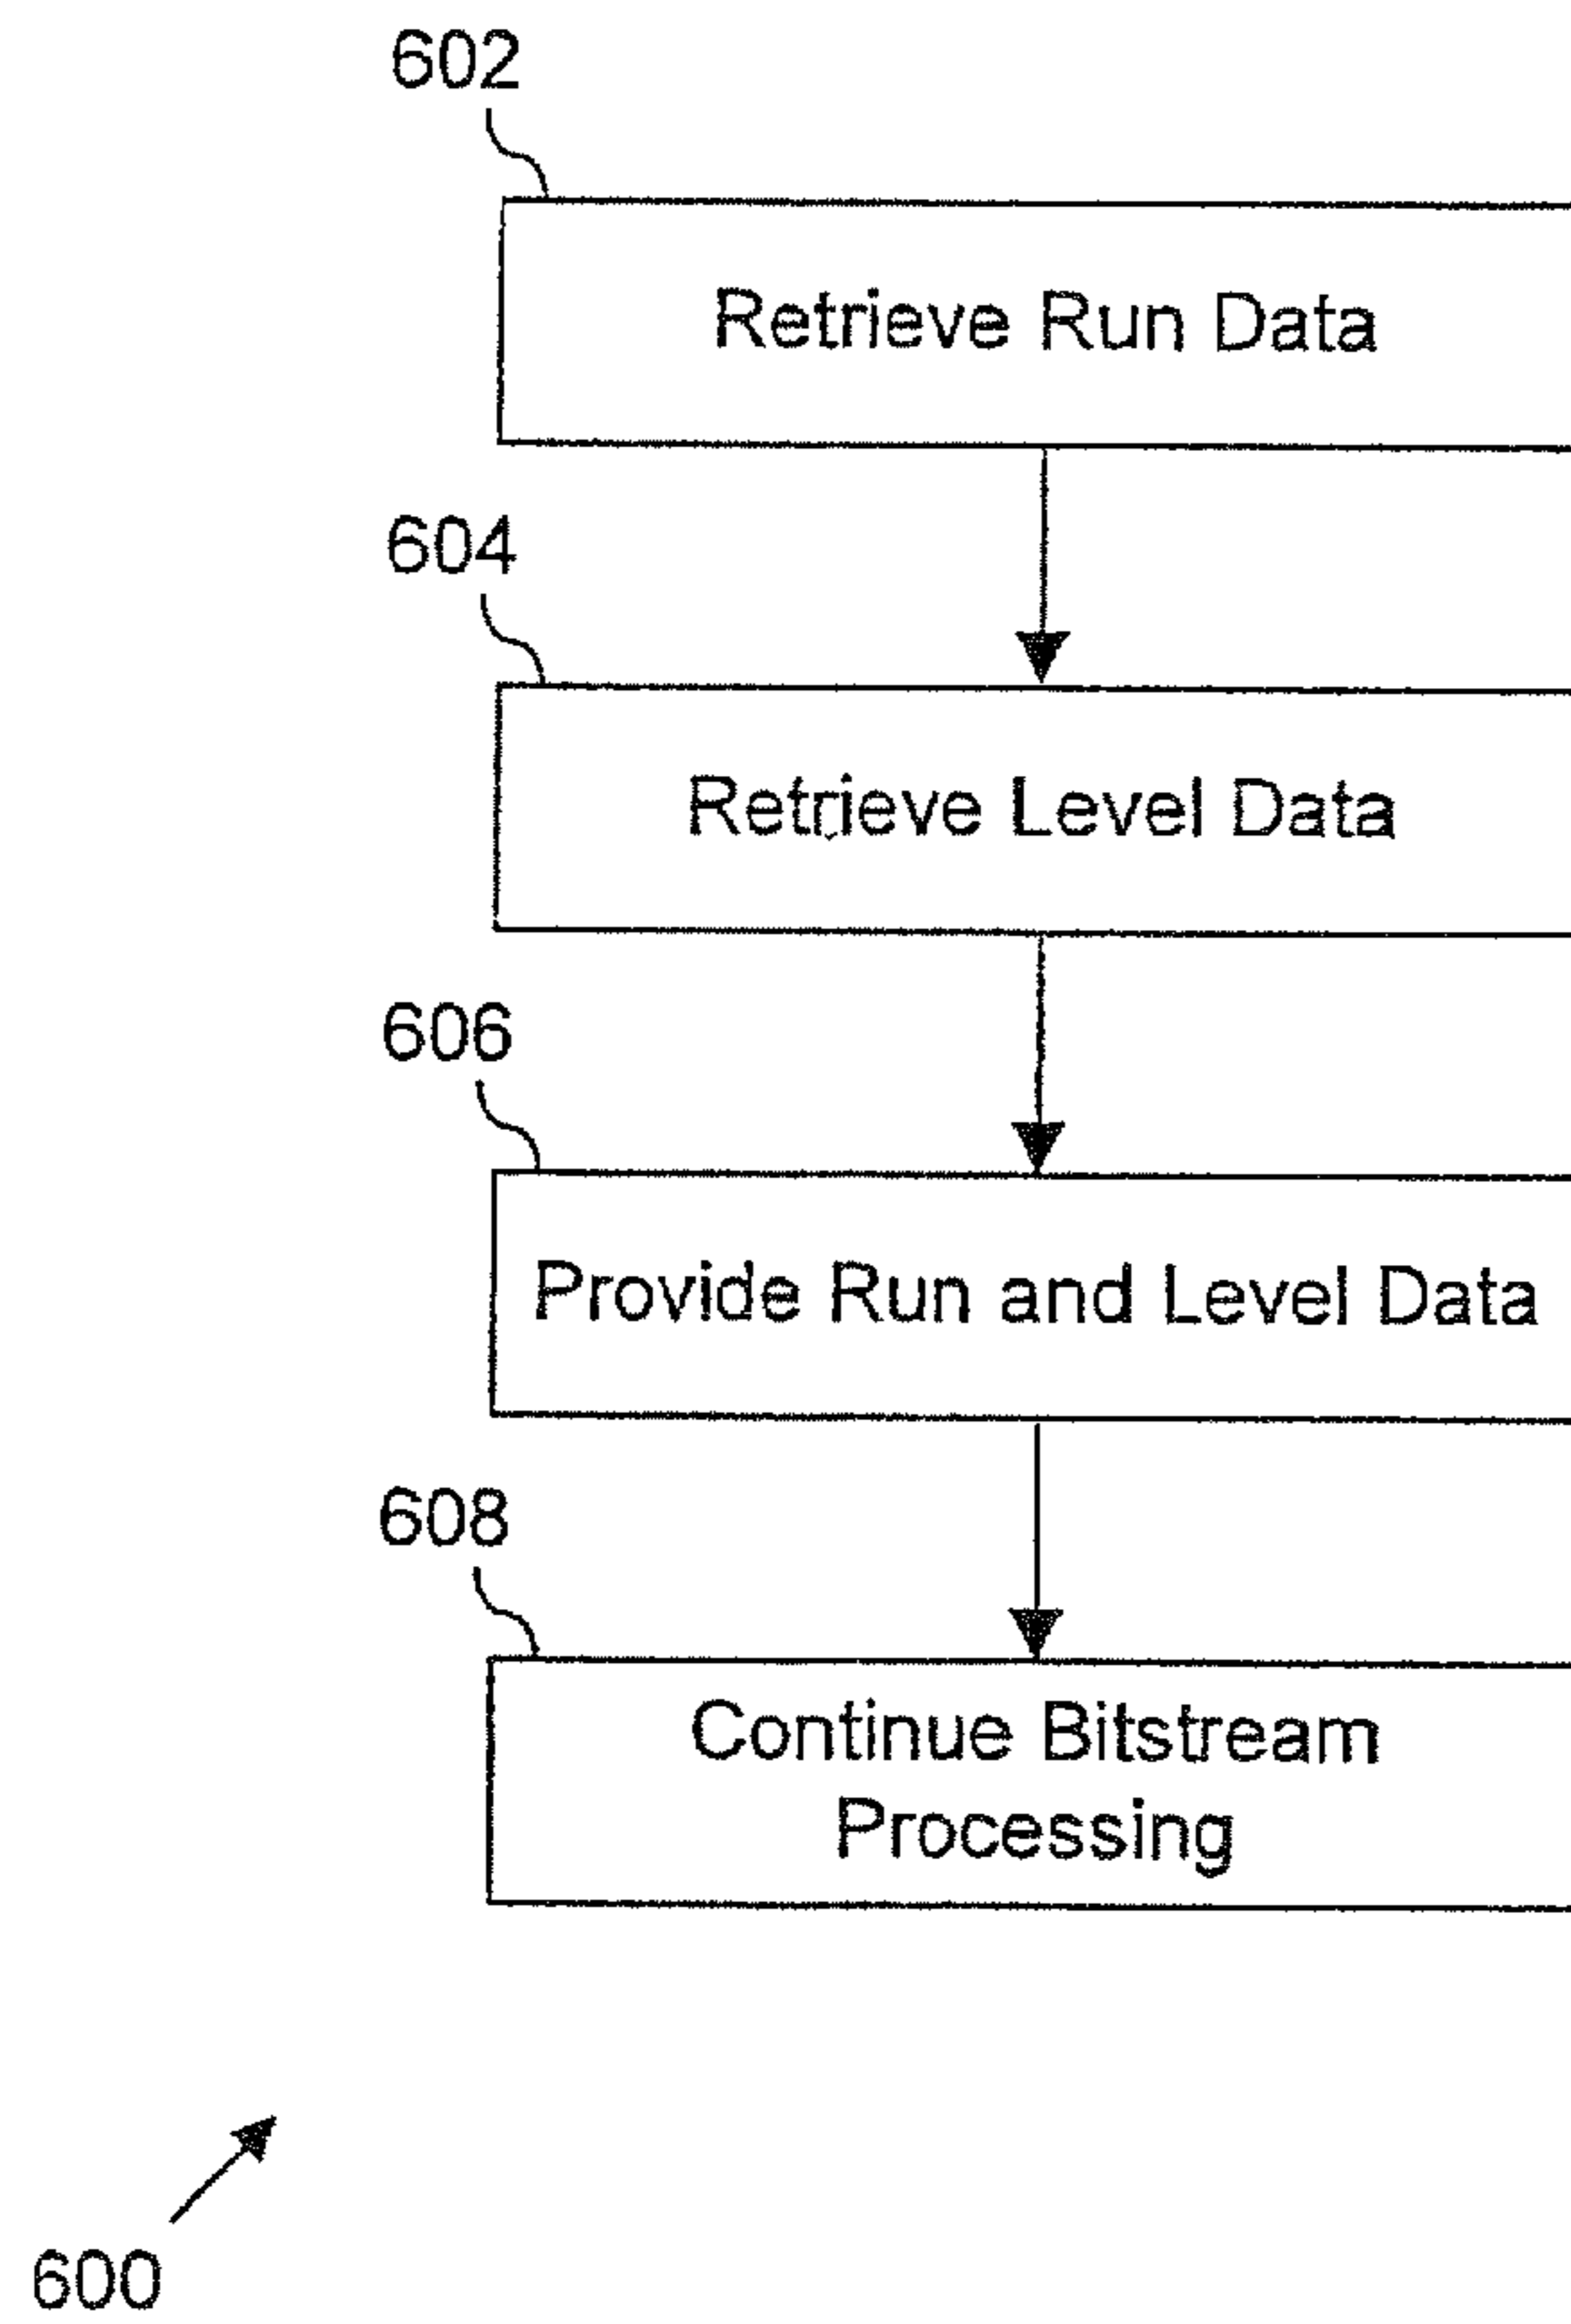 602
Retrieve Run Data
604
Retrieve Level Data
606
Provide Run and Level Data
608
Continue Bitstream
Processing
600